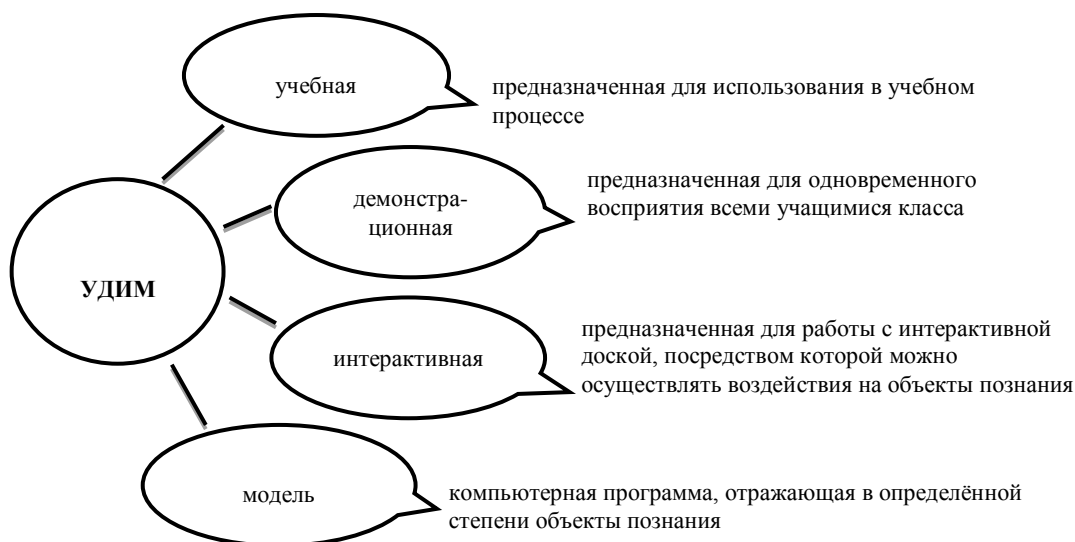 учебная
предназначенная для использования в учебном
процессе
демонстра-
ционная
предназначенная для одновременного
восприятия всеми учащимися класса
УДИМ
интерактивная
предназначенная для работы с интерактивной
доской, посредством которой можно
осуществлять воздействия на объекты познания
модель
компьютерная программа, отражающая в определённой
степени объекты познания